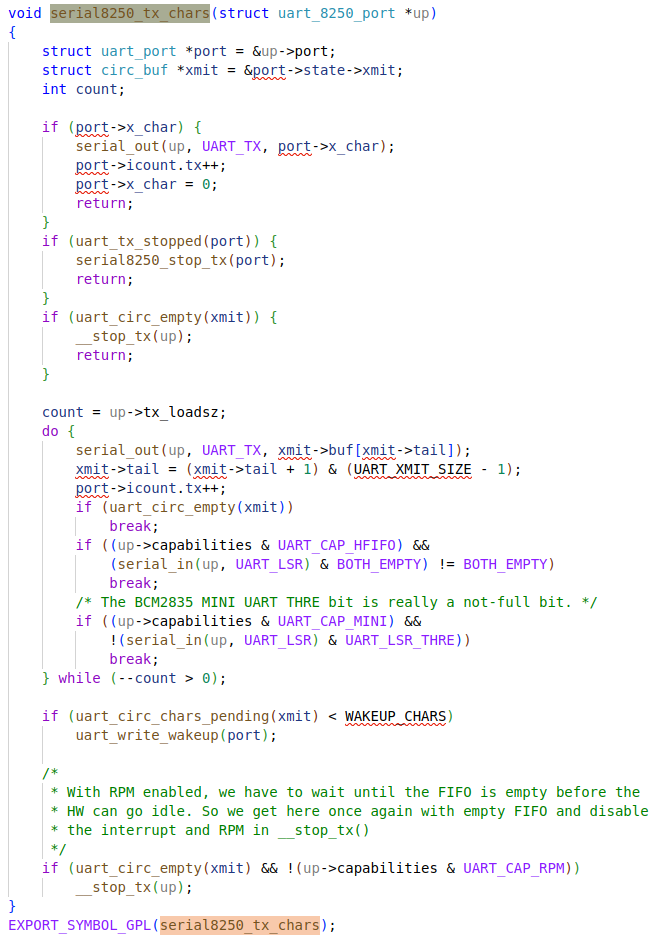 void serial8250_tx_chars(struct uart_8250_port *up)
{
    struct uart_port *port = &up->port;
    struct circ_buf *xmit = &port->state->xmit;
    int count;

    if (port->x_char) {
        serial_out(up, UART_TX, port->x_char);
        port->icount.tx++;
        port->x_char = 0;
        return;
    }
    if (uart_tx_stopped(port)) {
        serial8250_stop_tx(port);
        return;
    }
    if (uart_circ_empty(xmit)) {
        __stop_tx(up);
        return;
    }

    count = up->tx_loadsz;
    do {
        serial_out(up, UART_TX, xmit->buf[xmit->tail]);
        xmit->tail = (xmit->tail + 1) & (UART_XMIT_SIZE - 1);
        port->icount.tx++;
        if (uart_circ_empty(xmit))
            break;
        if ((up->capabilities & UART_CAP_HFIFO) &&
            (serial_in(up, UART_LSR) & BOTH_EMPTY) != BOTH_EMPTY)
            break;
        /* The BCM2835 MINI UART THRE bit is really a not-full bit. */
        if ((up->capabilities & UART_CAP_MINI) &&
            !(serial_in(up, UART_LSR) & UART_LSR_THRE))
            break;
    } while (--count > 0);

    if (uart_circ_chars_pending(xmit) < WAKEUP_CHARS)
        uart_write_wakeup(port);

    /*
     * With RPM enabled, we have to wait until the FIFO is empty before the
     * HW can go idle. So we get here once again with empty FIFO and disable
     * the interrupt and RPM in __stop_tx()
     */
    if (uart_circ_empty(xmit) && !(up->capabilities & UART_CAP_RPM))
        __stop_tx(up);
}
EXPORT_SYMBOL_GPL(serial8250_tx_chars);